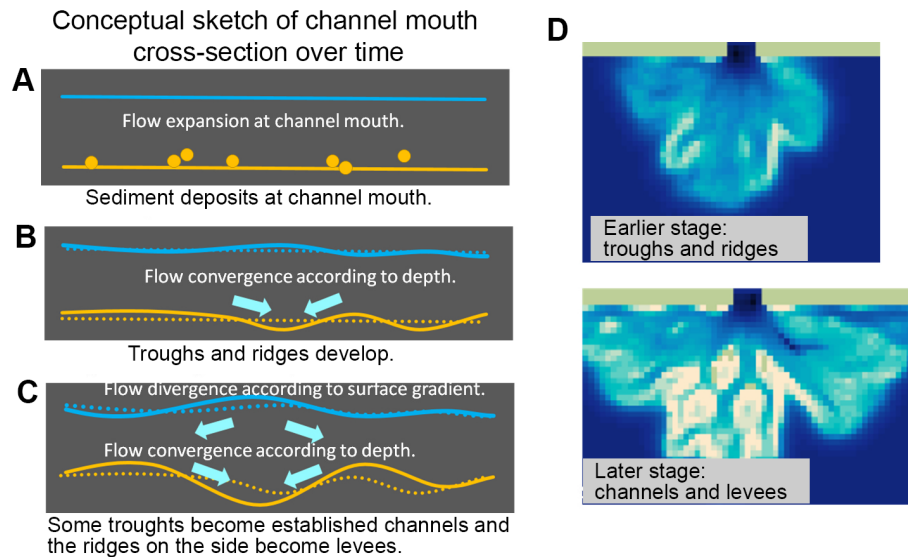 Conceptual sketch of channel mouth
cross-section over time
A
Flow expansion at channel mouth.
Sediment deposits at channel mouth.
B
Flow convergence according to depth.
Troughs and ridges develop.
C
Flow divergence according to surface gradient.
Flow convergence according to depth.
Some troughts become established channels and
the ridges on the side become levees.
D
Earlier stage:
troughs and ridges
Later stage:
channels and levees